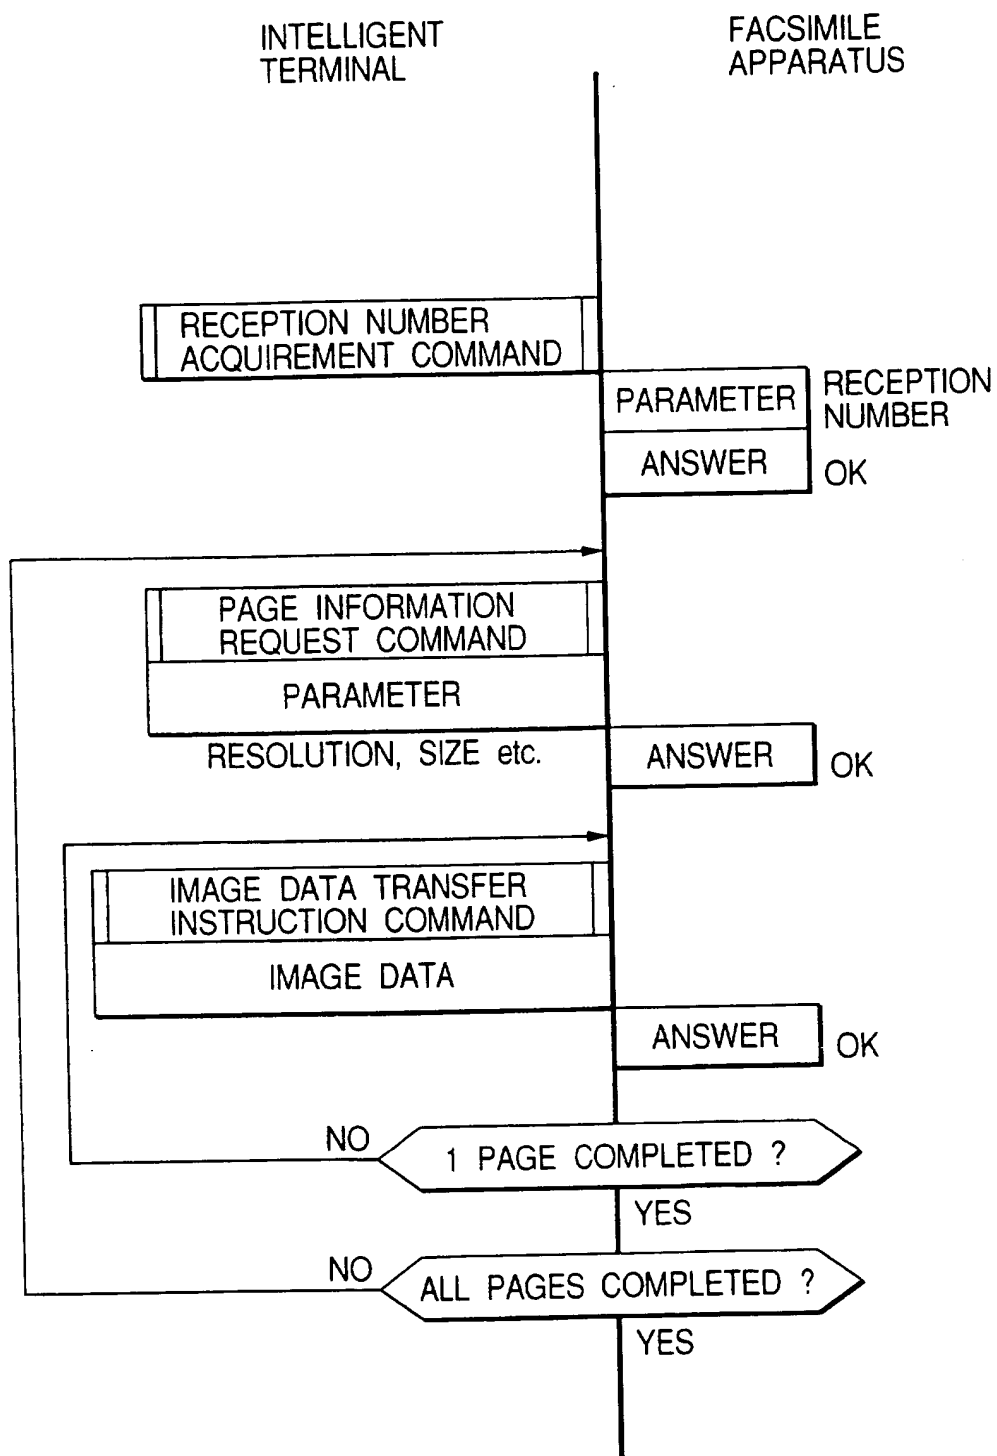 INTELLIGENT
TERMINAL
FACSIMILE
APPARATUS
RECEPTION NUMBER
ACQUIREMENT COMMAND
PARAMETER
RECEPTION
NUMBER
ANSWER
OK
PAGE INFORMATION
REQUEST COMMAND
PARAMETER
RESOLUTION, SIZE etc.
ANSWER
OK
IMAGE DATA TRANSFER
INSTRUCTION COMMAND
IMAGE DATA
ANSWER
OK
NO
1 PAGE COMPLETED ?
YES
NO
ALL PAGES COMPLETED ?
YES